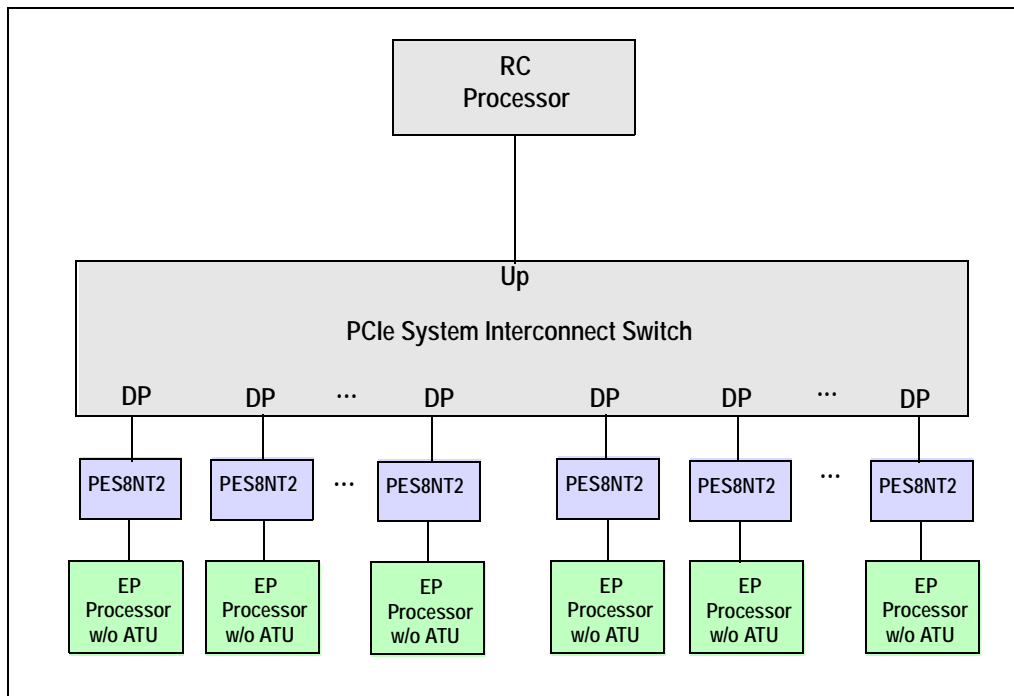 RC
Processor
Up
PCIe System Interconnect Switch
DP DP ... DP DP DP ... DP
PES8NT2 PES8NT2 ... PES8NT2 PES8NT2 PES8NT2 ... PES8NT2
EP EP EP EP EP EP
Processor Processor Processor Processor Processor Processor
w/o ATU w/o ATU w/o ATU w/o ATU w/o ATU w/o ATU